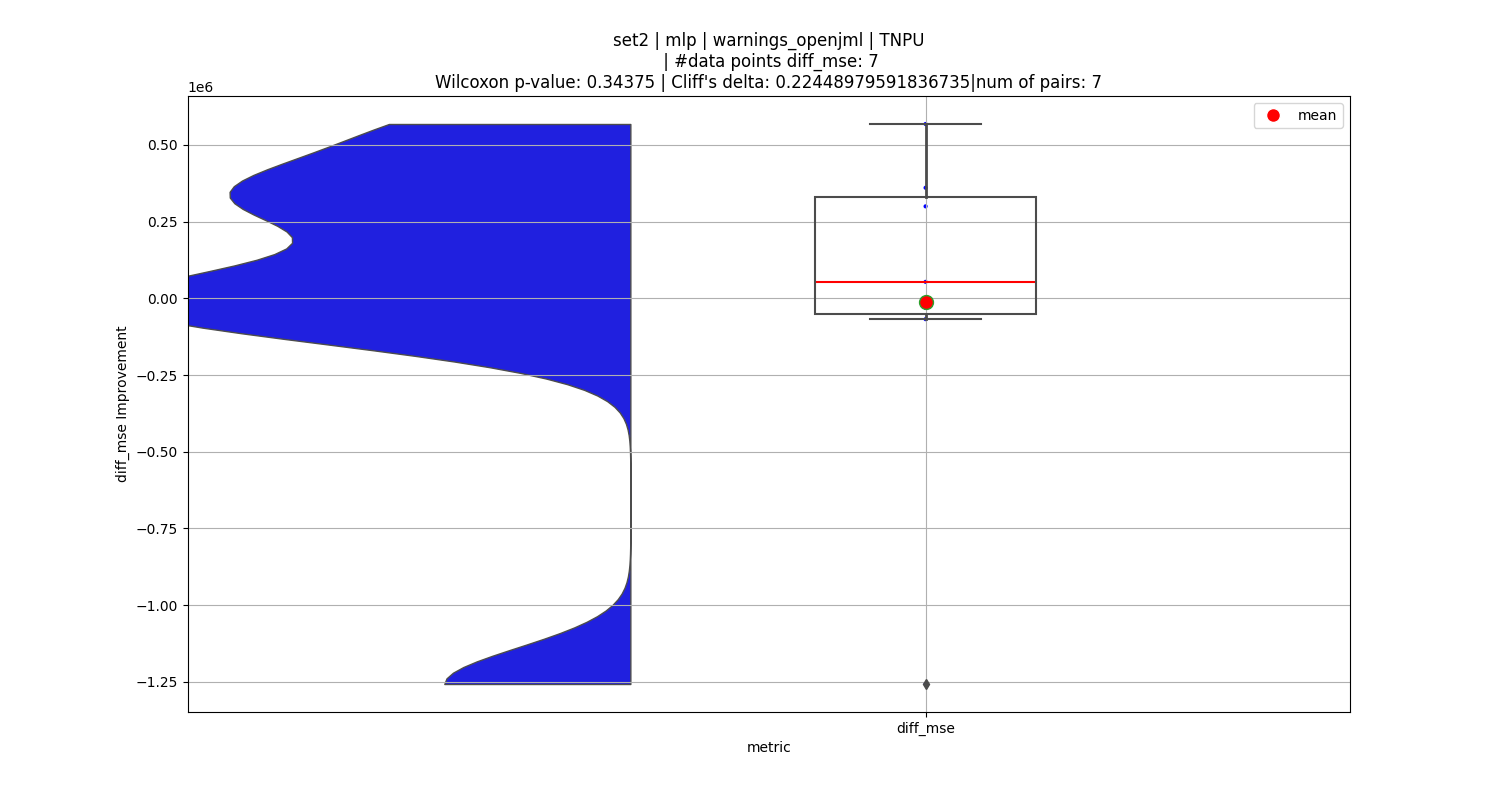 set2 | mlp | warnings_openjml | TNPU
| #data points diff_mse: 7
Wilcoxon p-value: 0.34375 | Cliff's delta: 0.22448979591836735|num of pairs: 7
1e6
mean
0.50
0.25
0.00
−0.25
−0.50
−0.75
−1.00
−1.25
diff_mse Improvement
diff_mse
metric